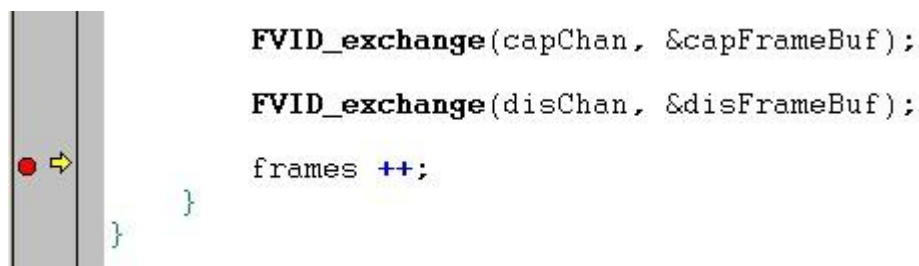 FVID_exchange(capChan, &capFrameBuf);
FVID_exchange(disChan, &disFrameBuf);
frames ++;
}
}